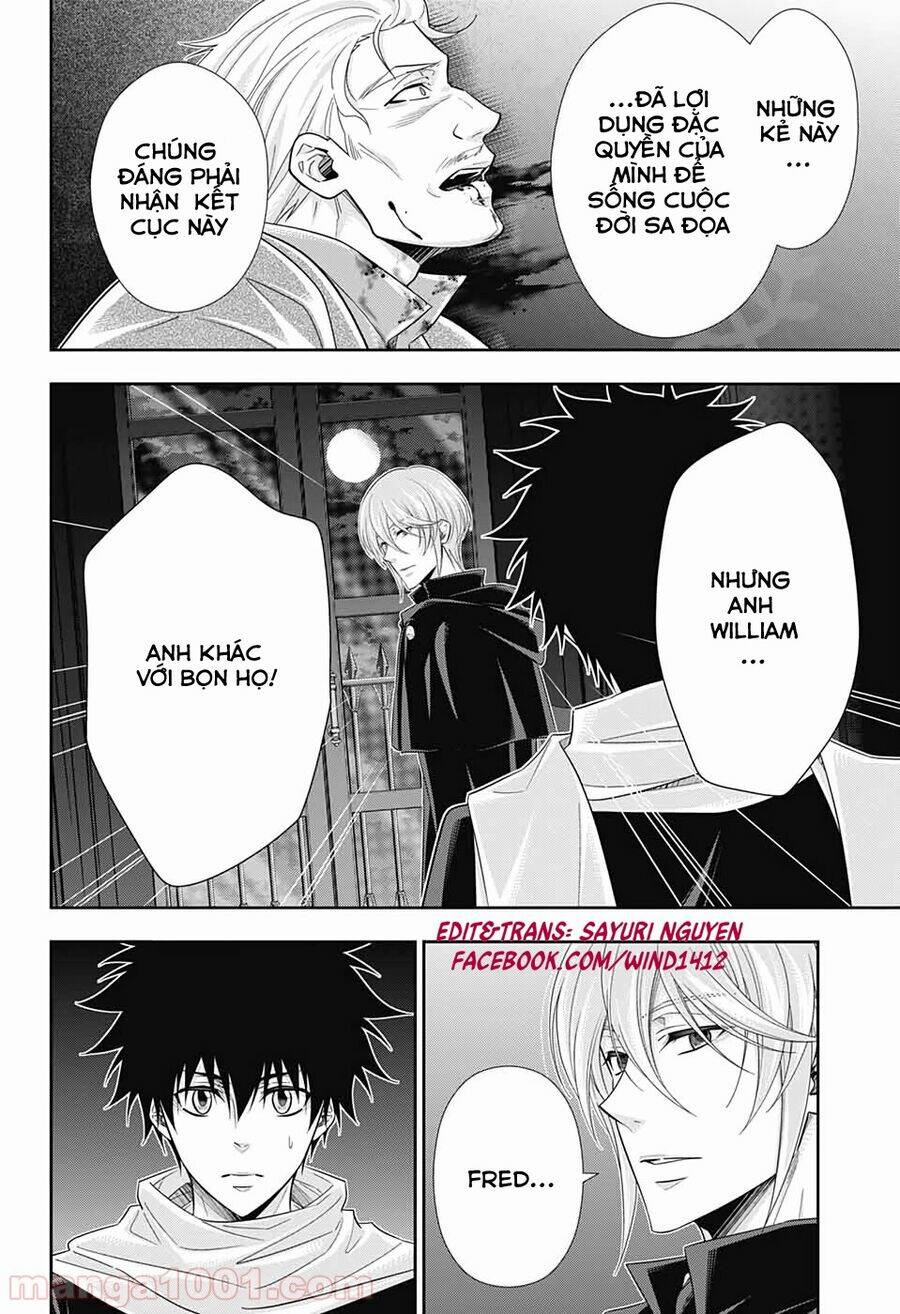 NHỮNG
KẺ NÀY
...
...ĐÃ LỢI
DỤNG ĐẶC
QUYỀN CỦA
MÌNH ĐỂ
SỐNG CUỘC
ĐỜI SA ĐỌA
CHÚNG
ĐÁNG PHẢI
NHẬN KẾT
CỤC NÀY
NHƯNG
ANH
WILLIAM
...
ANH KHÁC
VỚI BỌN HỌ!
EDIT&TRANS: SAYURI NGUYEN
FACEBOOK.COM/WIND1412
FRED...
manga1001.com